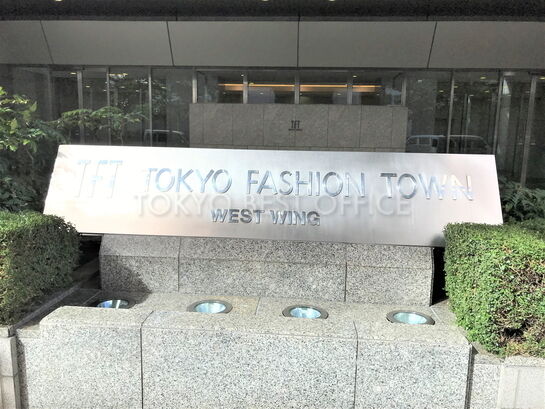 TFT TOKYO FASHION TOWN
TOKYO BEST OFFICE
WEST WING